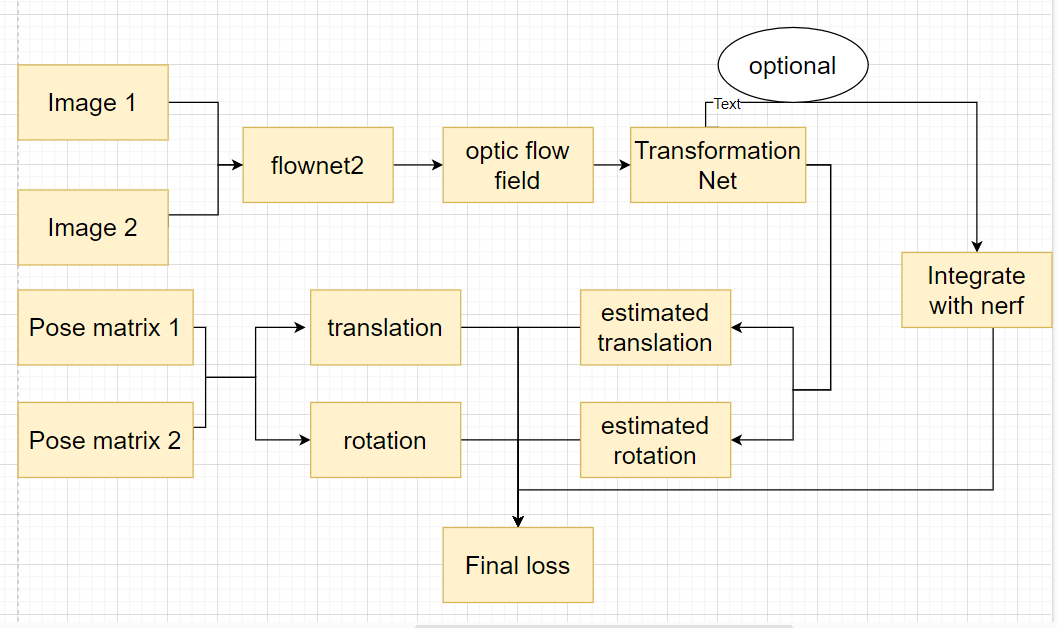 optional
Text
Image 1
Image 2
flownet2
optic flow
field
Transformation
Net
Integrate
with nerf
Pose matrix 1
Pose matrix 2
translation
rotation
estimated
translation
estimated
rotation
Final loss